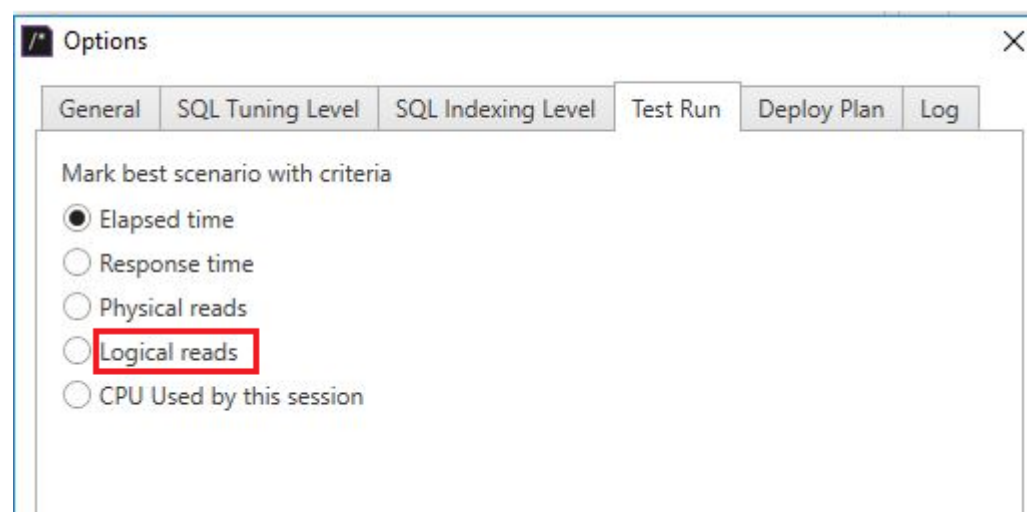 /* Options
General SQL Tuning Level SQL Indexing Level Test Run Deploy Plan Log
Mark best scenario with criteria
Elapsed time
Response time
Physical reads
Logical reads
CPU Used by this session